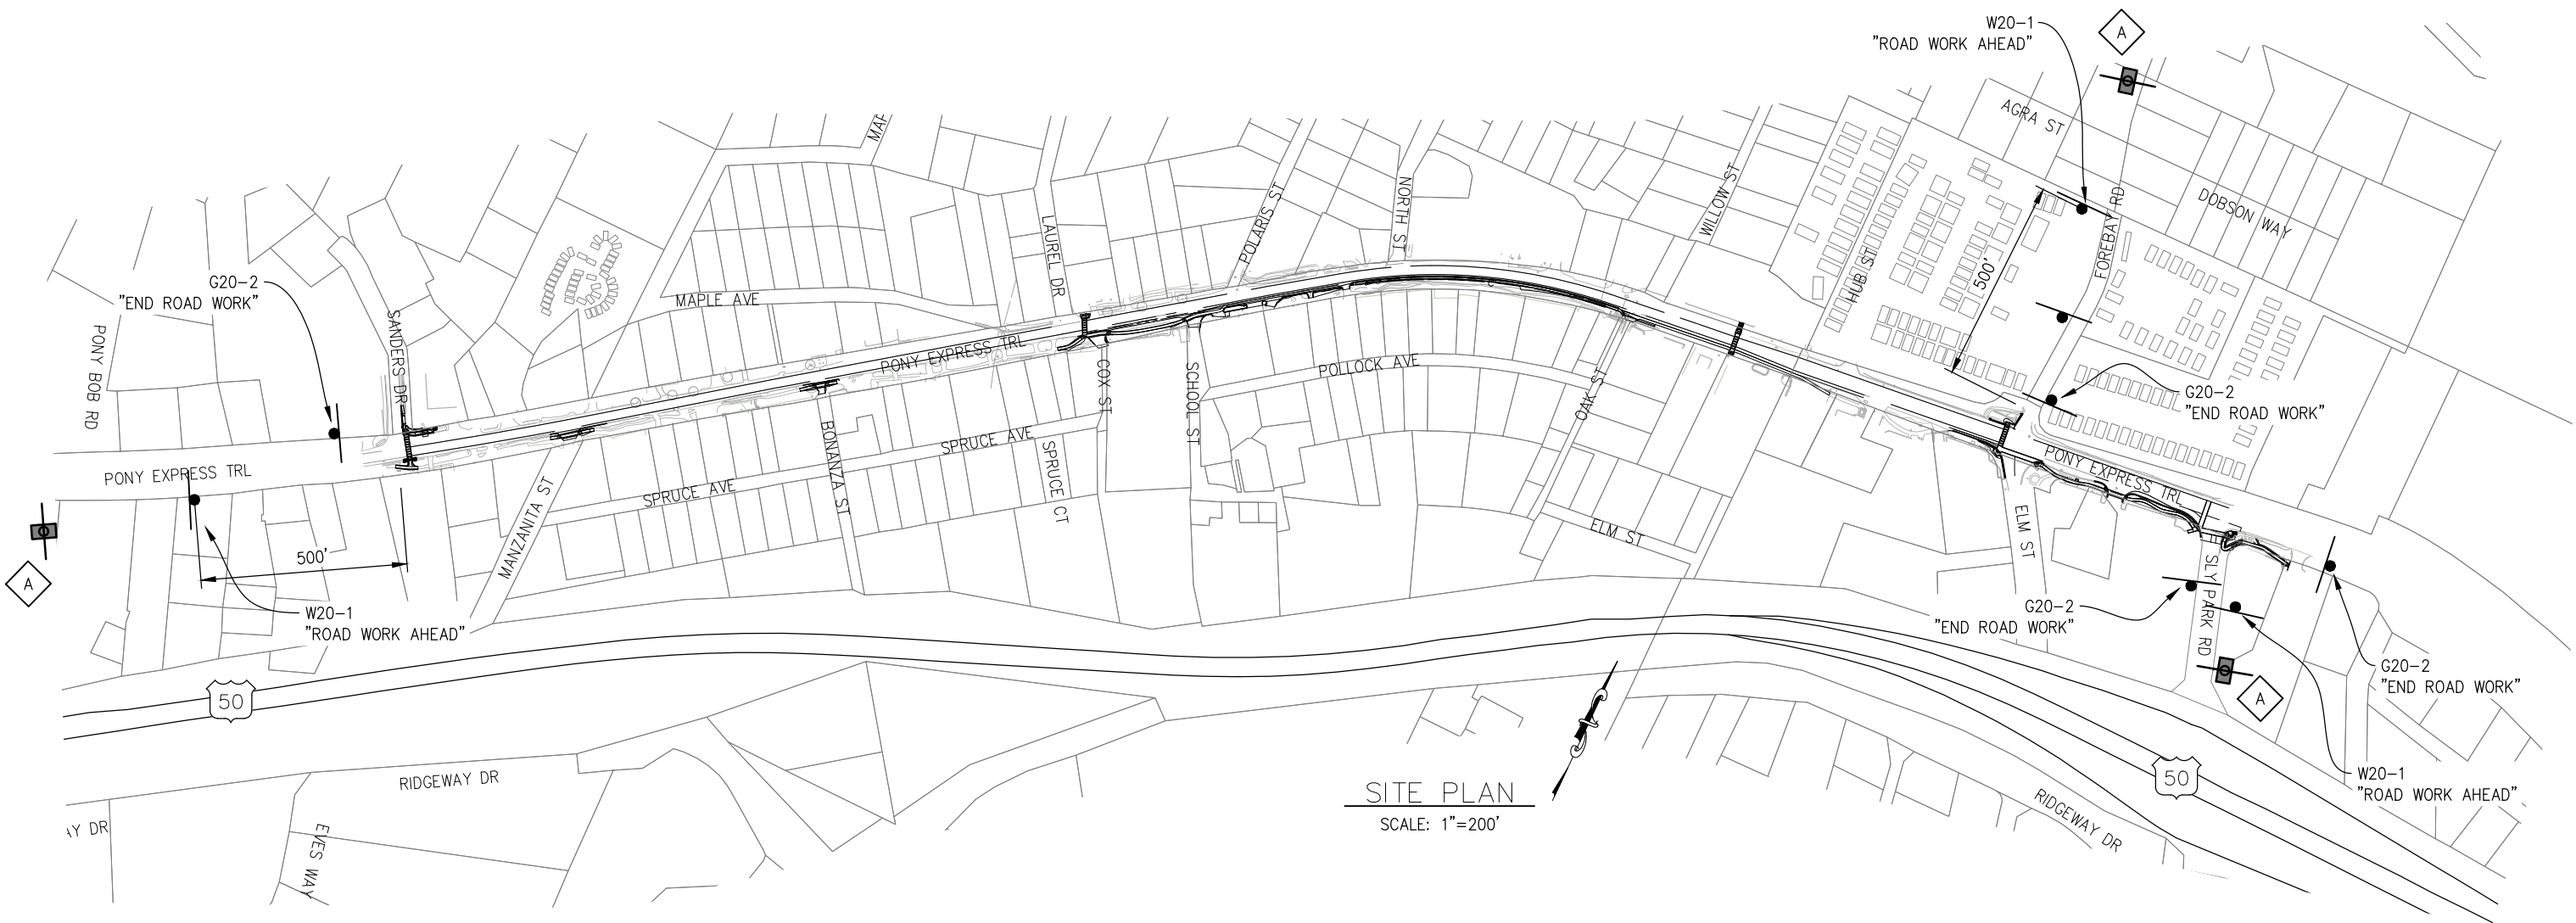 W20-1
"ROAD WORK AHEAD"
A
AGRA ST
DOBSON WAY
FOREBAY RD
500'
HUB ST
WILLOW ST
NORTH ST
POLARIS ST
LAUREL DR
MAPLE AVE
G20-2
"END ROAD WORK"
SANDERS DR
PONY BOB RD
PONY EXPRESS TRL
PONY EXPRESS TRL
COX ST
SCHOOL ST
POLLOCK AVE
OAK ST
G20-2
"END ROAD WORK"
PONY EXPRESS TRL
BONANZA ST
SPRUCE AVE
SPRUCE AVE
SPRUCE CT
MANZANITA ST
ELM ST
ELM ST
SLY PARK RD
500'
A
W20-1
"ROAD WORK AHEAD"
G20-2
"END ROAD WORK"
G20-2
"END ROAD WORK"
A
50
50
W20-1
"ROAD WORK AHEAD"
RIDGEWAY DR
RIDGEWAY DR
AY DR
EVES WAY
SITE PLAN
SCALE: 1"=200'